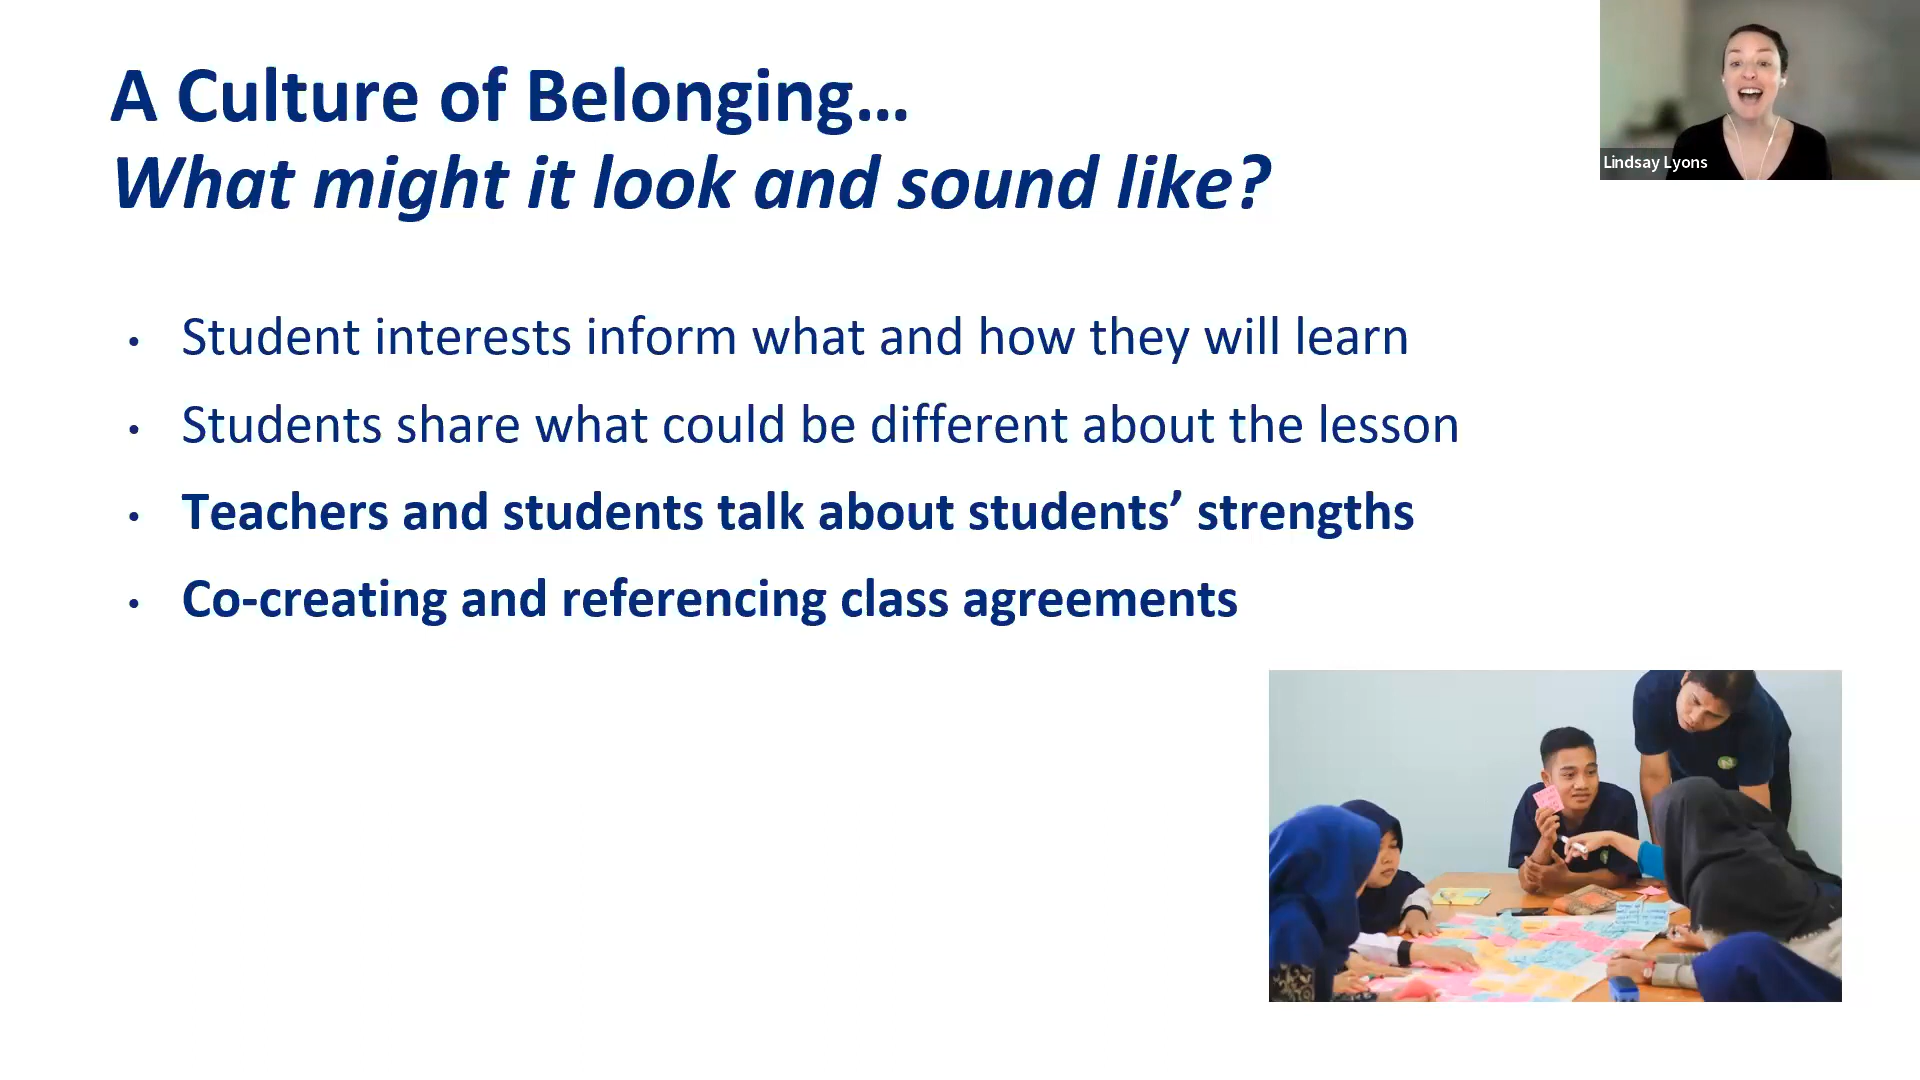 A Culture of Belonging...
What might it look and sound like?
Lindsay Lyons
• Student interests inform what and how they will learn
• Students share what could be different about the lesson
• Teachers and students talk about students’ strengths
• Co-creating and referencing class agreements